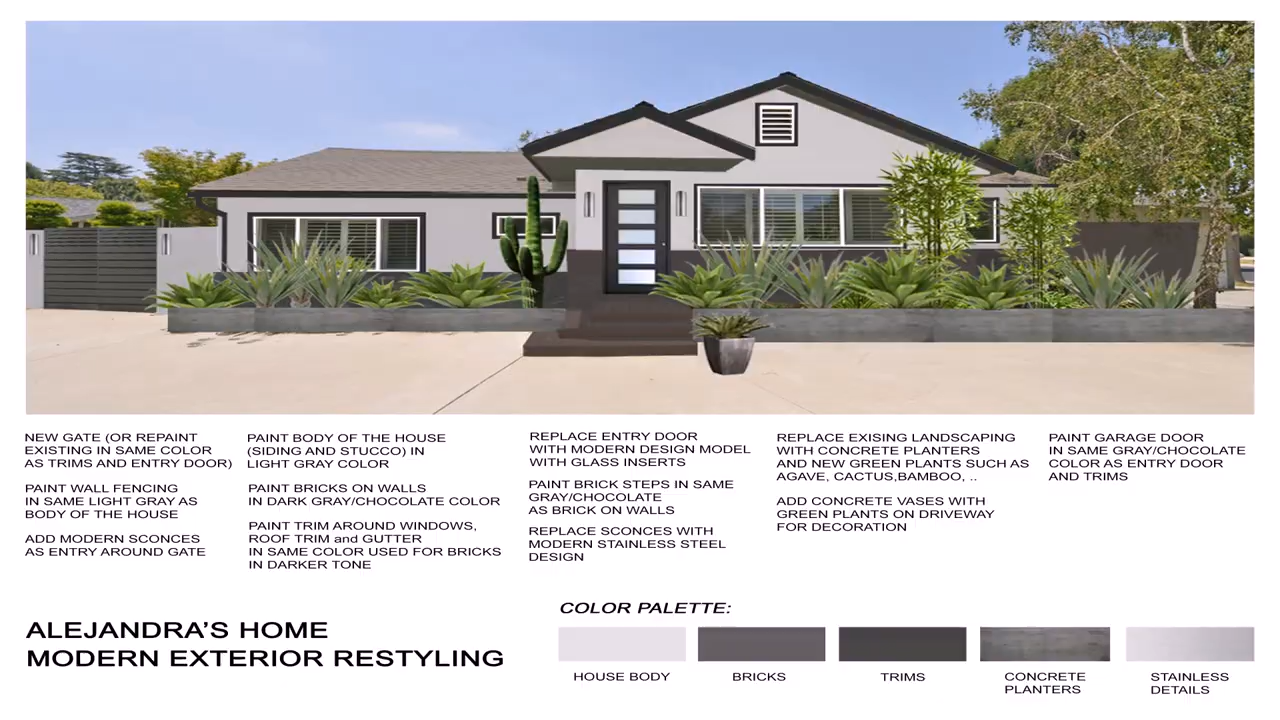 NEW GATE (OR REPAINT
EXISTING IN SAME COLOR
AS TRIMS AND ENTRY DOOR)
PAINT WALL FENCING
IN SAME LIGHT GRAY AS
BODY OF THE HOUSE
ADD MODERN SCONCES
AS ENTRY AROUND GATE
PAINT BODY OF THE HOUSE
(SIDING AND STUCCO) IN
LIGHT GRAY COLOR
PAINT BRICKS ON WALLS
IN DARK GRAY/CHOCOLATE COLOR
PAINT TRIM AROUND WINDOWS,
ROOF TRIM and GUTTER
IN SAME COLOR USED FOR BRICKS
IN DARKER TONE
REPLACE ENTRY DOOR
WITH MODERN DESIGN MODEL
WITH GLASS INSERTS
PAINT BRICK STEPS IN SAME
GRAY/CHOCOLATE
AS BRICK ON WALLS
REPLACE SCONCES WITH
MODERN STAINLESS STEEL
DESIGN
REPLACE EXISING LANDSCAPING
WITH CONCRETE PLANTERS
AND NEW GREEN PLANTS SUCH AS
AGAVE, CACTUS,BAMBOO, ..
ADD CONCRETE VASES WITH
GREEN PLANTS ON DRIVEWAY
FOR DECORATION
PAINT GARAGE DOOR
IN SAME GRAY/CHOCOLATE
COLOR AS ENTRY DOOR
AND TRIMS
ALEJANDRA'S HOME
MODERN EXTERIOR RESTYLING
COLOR PALETTE:
HOUSE BODY
BRICKS
TRIMS
CONCRETE
PLANTERS
STAINLESS
DETAILS